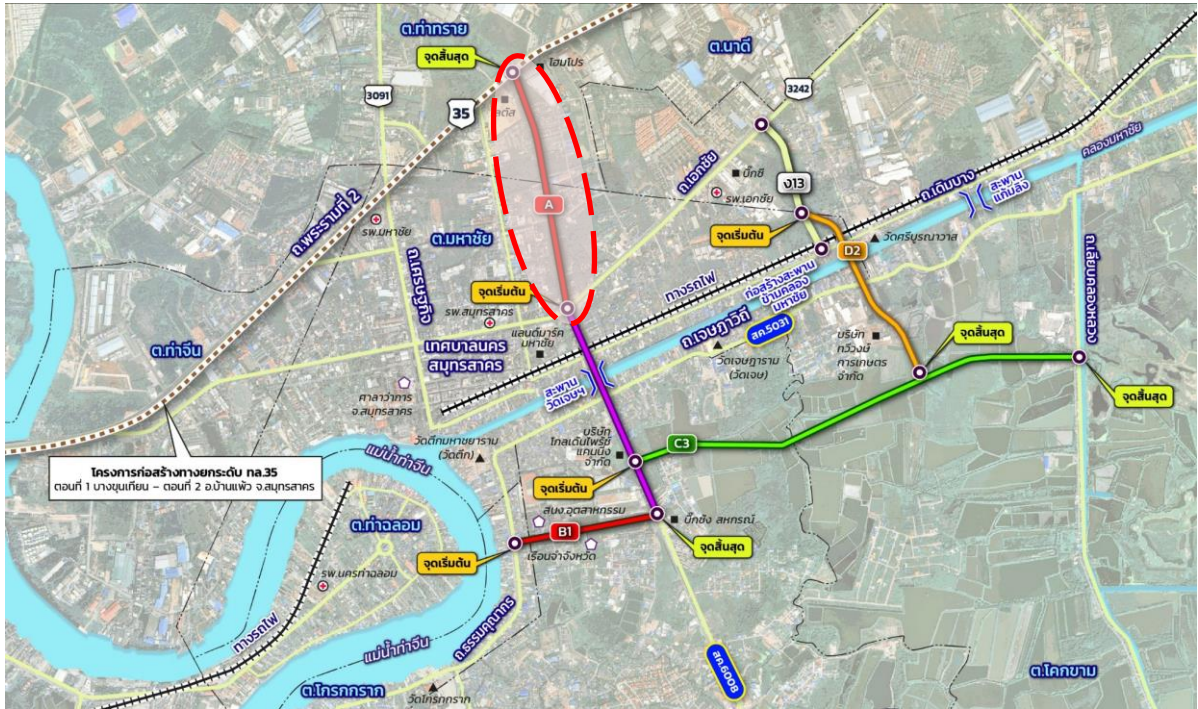 ต.ท่าทราย
จุดสิ้นสุด
โฮมโปร
ต.นาดี
3091
35
3242
โลตัส
คลองมหาชัย
ถ.เอกชัย
บิ๊กซี
ง13
ถ.เดิมบาง
สะพาน
แก้มลิง
รพ.เอกชัย
ถ.พระรามที่ 2
รพ.มหาชัย
A
ต.มหาชัย
จุดเริ่มต้น
วัดศรีบูรณาวาส
D2
ถ.เศรษฐกิจ
ทางรถไฟ
ก่อสร้างสะพาน
ข้ามคลอง
มหาชัย
ถ.เลียบคลองหลวง
จุดเริ่มต้น
รพ.สมุทรสาคร
แลนด์มาร์ค
มหาชัย
ถ.เจษฎาวิถี
สค.5031
ต.ท่าจีน
เทศบาลนคร
สมุทรสาคร
วัดเจษฎาราม
(วัดเจษ)
บริษัท
ทวีวงษ์
การเกษตร
จำกัด
จุดสิ้นสุด
จุดสิ้นสุด
สะพาน
วัดเจษฯ
ศาลาว่าการ
จ.สมุทรสาคร
วัดตึกมหาชยาราม
(วัดตึก)
บริษัท
โกลเด้นไพร์ซ
แคนนิ่ง
จำกัด
C3
แม่น้ำท่าจีน
โครงการก่อสร้างทางยกระดับ ทล.35
ตอนที่ 1 บางขุนเทียน – ตอนที่ 2 อ.บ้านแพ้ว จ.สมุทรสาคร
จุดเริ่มต้น
สนง.อุตสาหกรรม
บิ๊กซัง สหกรณ์
ต.ท่าฉลอม
B1
จุดสิ้นสุด
จุดเริ่มต้น
เรือนจำจังหวัด
รพ.นครท่าฉลอม
ทางรถไฟ
แม่น้ำท่าจีน
ถ.ธรรมคุณากร
สค.6008
ต.โคกขาม
ต.โกรกกราก
วัดโกรกกราก